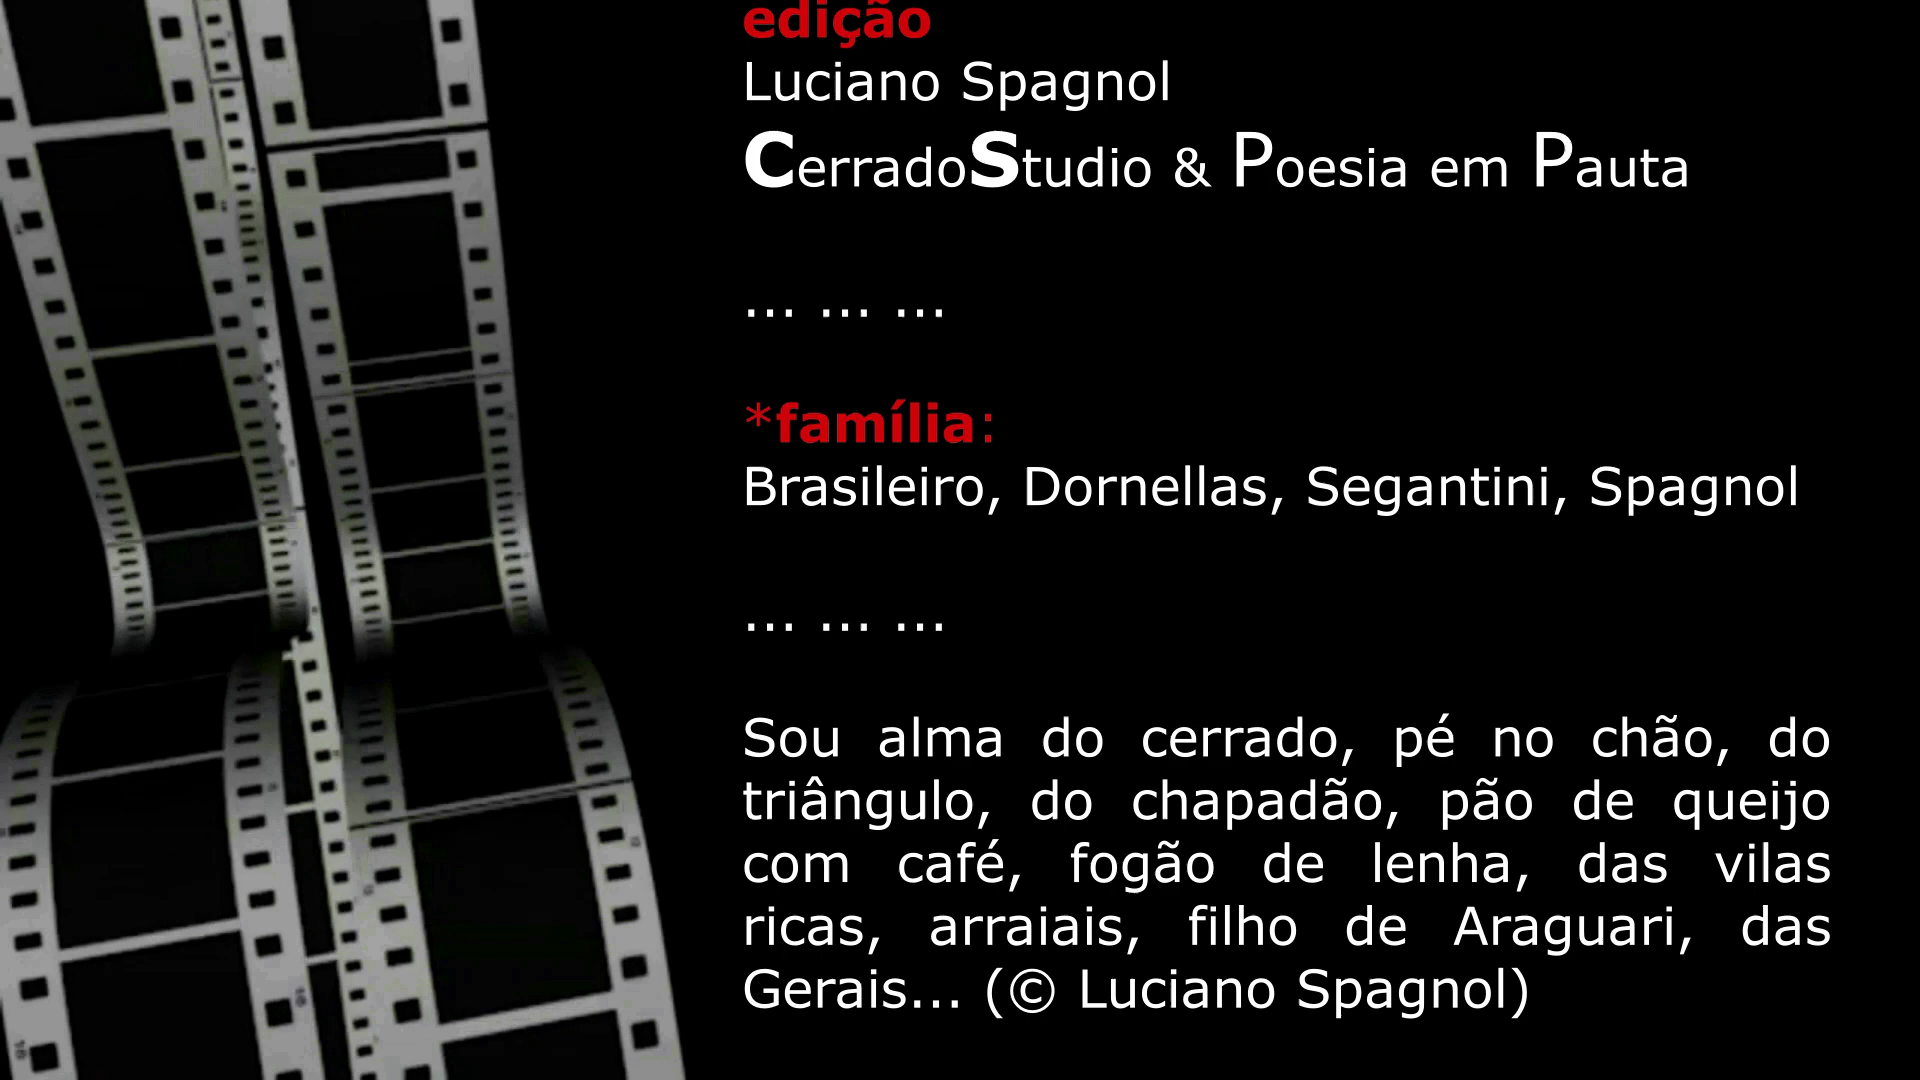 edição
Luciano Spagnol
CerradoStudio & Poesia em Pauta
... ... ...
*família:
Brasileiro, Dornellas, Segantini, Spagnol
... ... ...
Sou alma do cerrado, pé no chão, do
triângulo, do chapadão, pão de queijo
com café, fogão de lenha, das vilas
ricas, arraiais, filho de Araguari, das
Gerais... (© Luciano Spagnol)